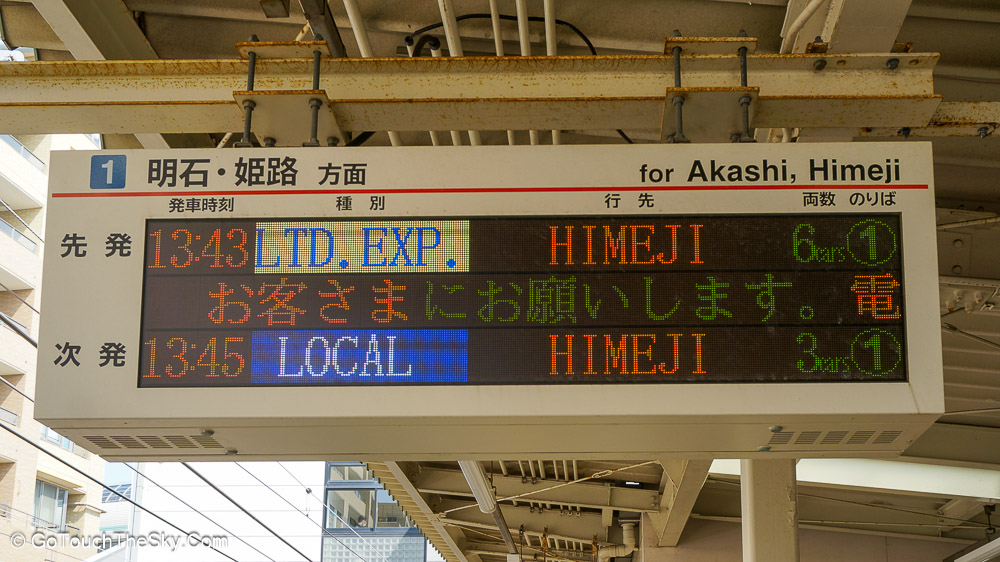 1 明石・姫路 方面 for Akashi, Himeji
発車時刻 種別 行先 両数 のりば
先発 13:43 LTD.EXP. HIMEJI 6cars ①
お客さまにお願いします。電
次発 13:45 LOCAL HIMEJI 3cars ①
© GoTouchTheSky.Com